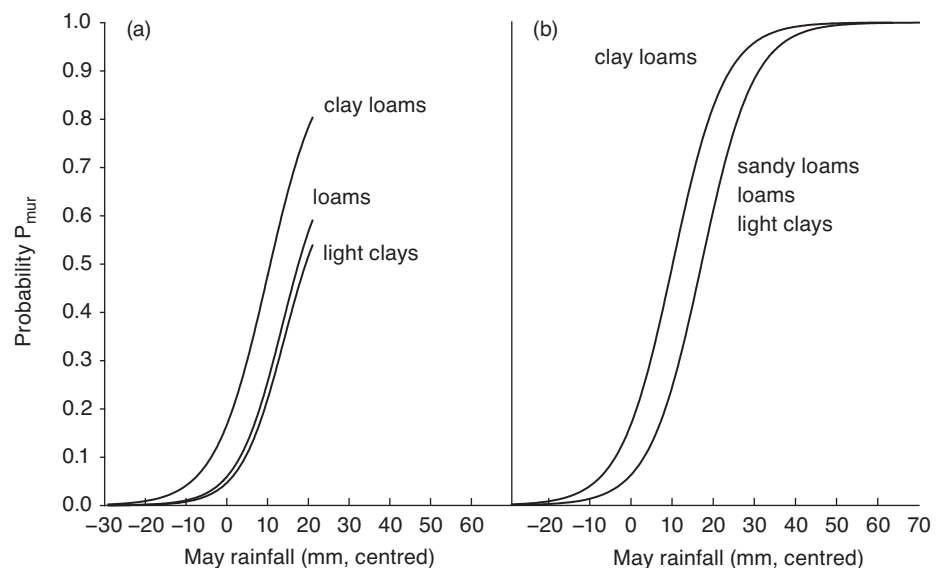 (a)
(b)
1.0
0.9
0.8
0.7
0.6
0.5
0.4
0.3
0.2
0.1
0.0
Probability P_mur
clay loams
loams
light clays
clay loams
sandy loams
loams
light clays
–30 –20 –10 0 10 20 30 40 50 60
–20 –10 0 10 20 30 40 50 60 70
May rainfall (mm, centred)
May rainfall (mm, centred)